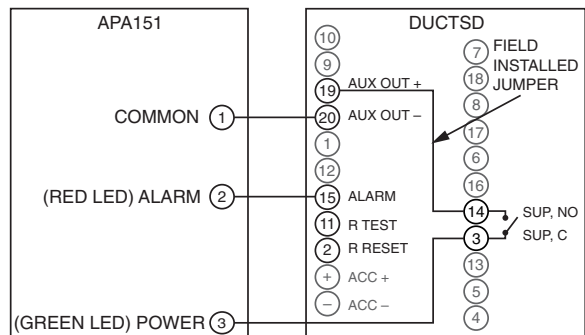 APA151
DUCTSD
COMMON 1
(RED LED) ALARM 2
(GREEN LED) POWER 3
10
9
19 AUX OUT +
20 AUX OUT –
1
12
15 ALARM
11 R TEST
2 R RESET
+ ACC +
– ACC –
7
18
8
17
6
16
14 SUP, NO
3 SUP, C
13
5
4
FIELD
INSTALLED
JUMPER